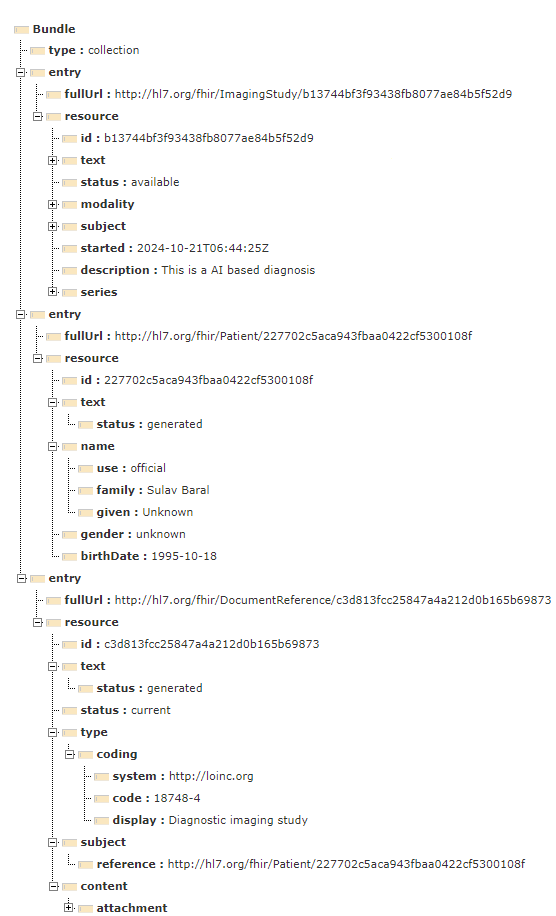 Bundle
type : collection
entry
fullUrl : http://hl7.org/fhir/ImagingStudy/b13744bf3f93438fb8077ae84b5f52d9
resource
id : b13744bf3f93438fb8077ae84b5f52d9
text
status : available
modality
subject
started : 2024-10-21T06:44:25Z
description : This is a AI based diagnosis
series
entry
fullUrl : http://hl7.org/fhir/Patient/227702c5aca943fbaa0422cf5300108f
resource
id : 227702c5aca943fbaa0422cf5300108f
text
status : generated
name
use : official
family : Sulav Baral
given : Unknown
gender : unknown
birthDate : 1995-10-18
entry
fullUrl : http://hl7.org/fhir/DocumentReference/c3d813fcc25847a4a212d0b165b69873
resource
id : c3d813fcc25847a4a212d0b165b69873
text
status : generated
status : current
type
coding
system : http://loinc.org
code : 18748-4
display : Diagnostic imaging study
subject
reference : http://hl7.org/fhir/Patient/227702c5aca943fbaa0422cf5300108f
content
attachment